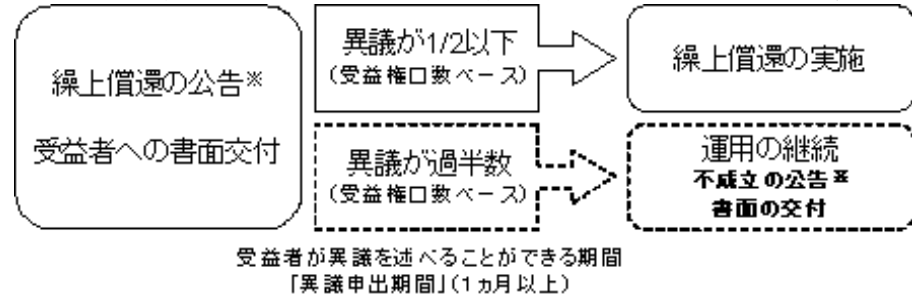 繰上償還の公告※
受益者への書面交付
異議が1/2以下
(受益権口数ベース)
繰上償還の実施
異議が過半数
(受益権口数ベース)
運用の継続
不成立の公告※
書面の交付
受益者が異議を述べることができる期間
「異議申出期間」(1ヵ月以上)